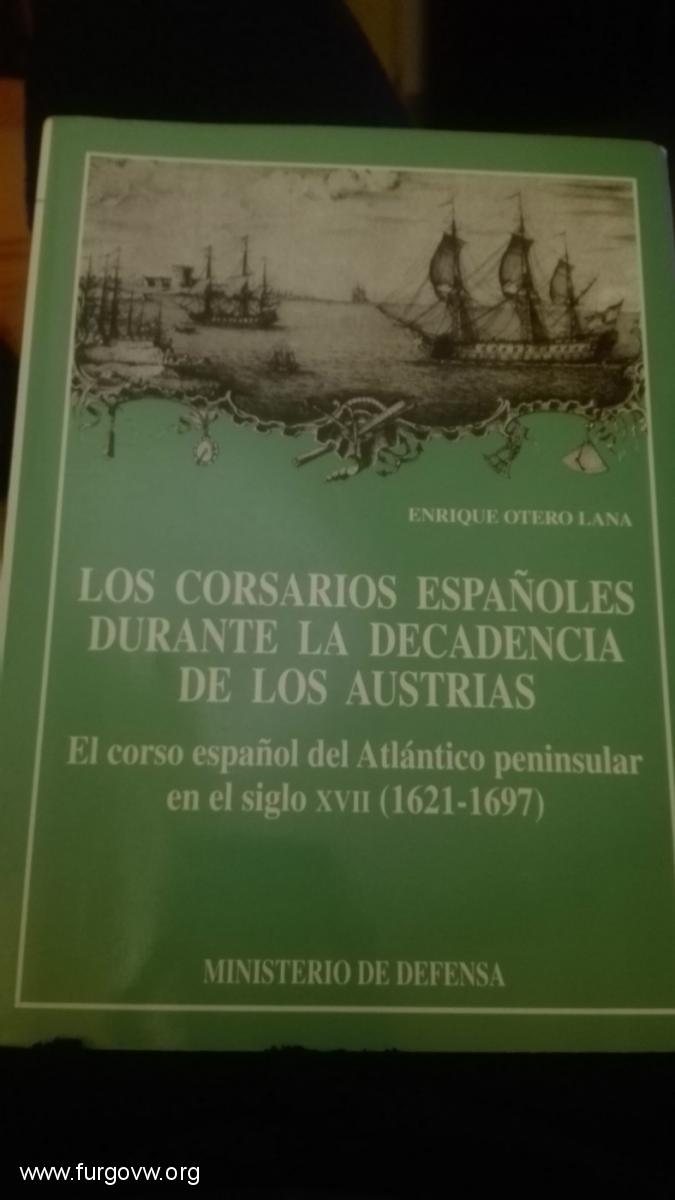 ENRIQUE OTERO LANA
LOS CORSARIOS ESPAÑOLES
DURANTE LA DECADENCIA
DE LOS AUSTRIAS
El corso español del Atlántico peninsular
en el siglo XVII (1621-1697)
MINISTERIO DE DEFENSA
www.furgovw.org